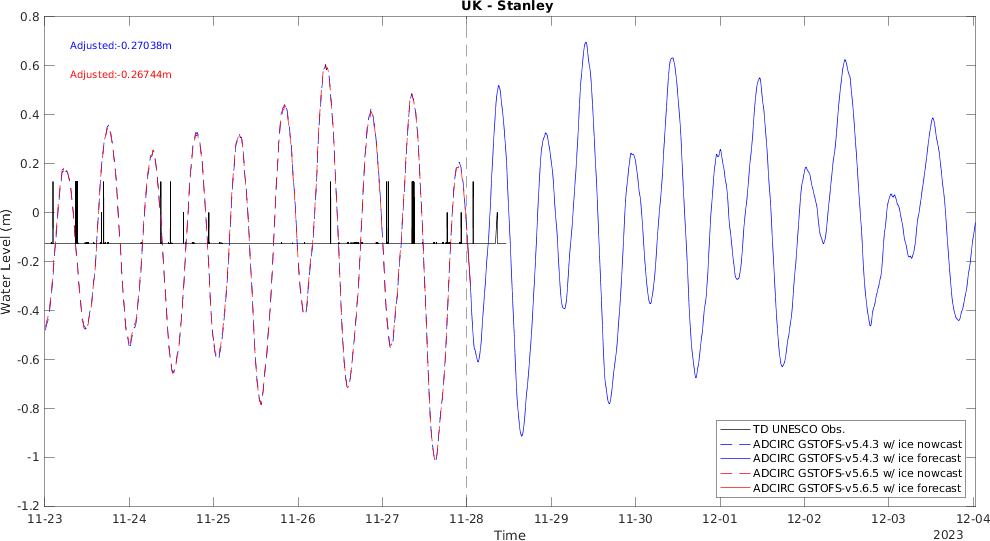 UK - Stanley
Adjusted:-0.27038m
Adjusted:-0.26744m
0.8
0.6
0.4
0.2
0
-0.2
-0.4
-0.6
-0.8
-1
-1.2
Water Level (m)
TD UNESCO Obs.
ADCIRC GSTOFS-v5.4.3 w/ ice nowcast
ADCIRC GSTOFS-v5.4.3 w/ ice forecast
ADCIRC GSTOFS-v5.6.5 w/ ice nowcast
ADCIRC GSTOFS-v5.6.5 w/ ice forecast
11-23 11-24 11-25 11-26 11-27 11-28 11-29 11-30 12-01 12-02 12-03 12-04
Time
2023